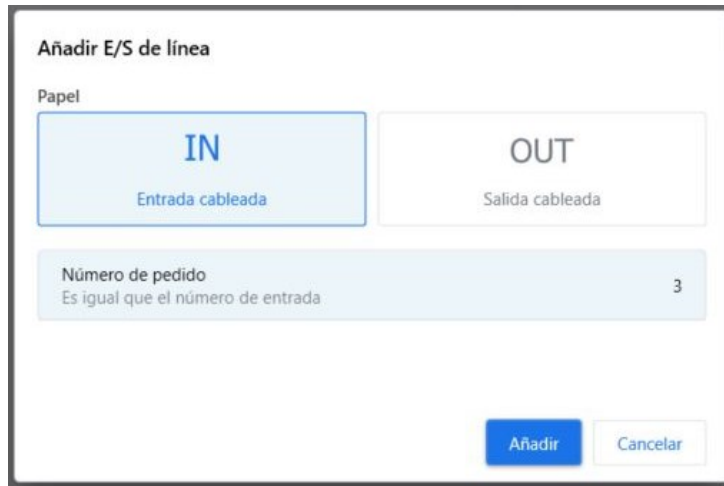 Añadir E/S de línea
Papel
IN
Entrada cableada
OUT
Salida cableada
Número de pedido
Es igual que el número de entrada
3
Añadir
Cancelar